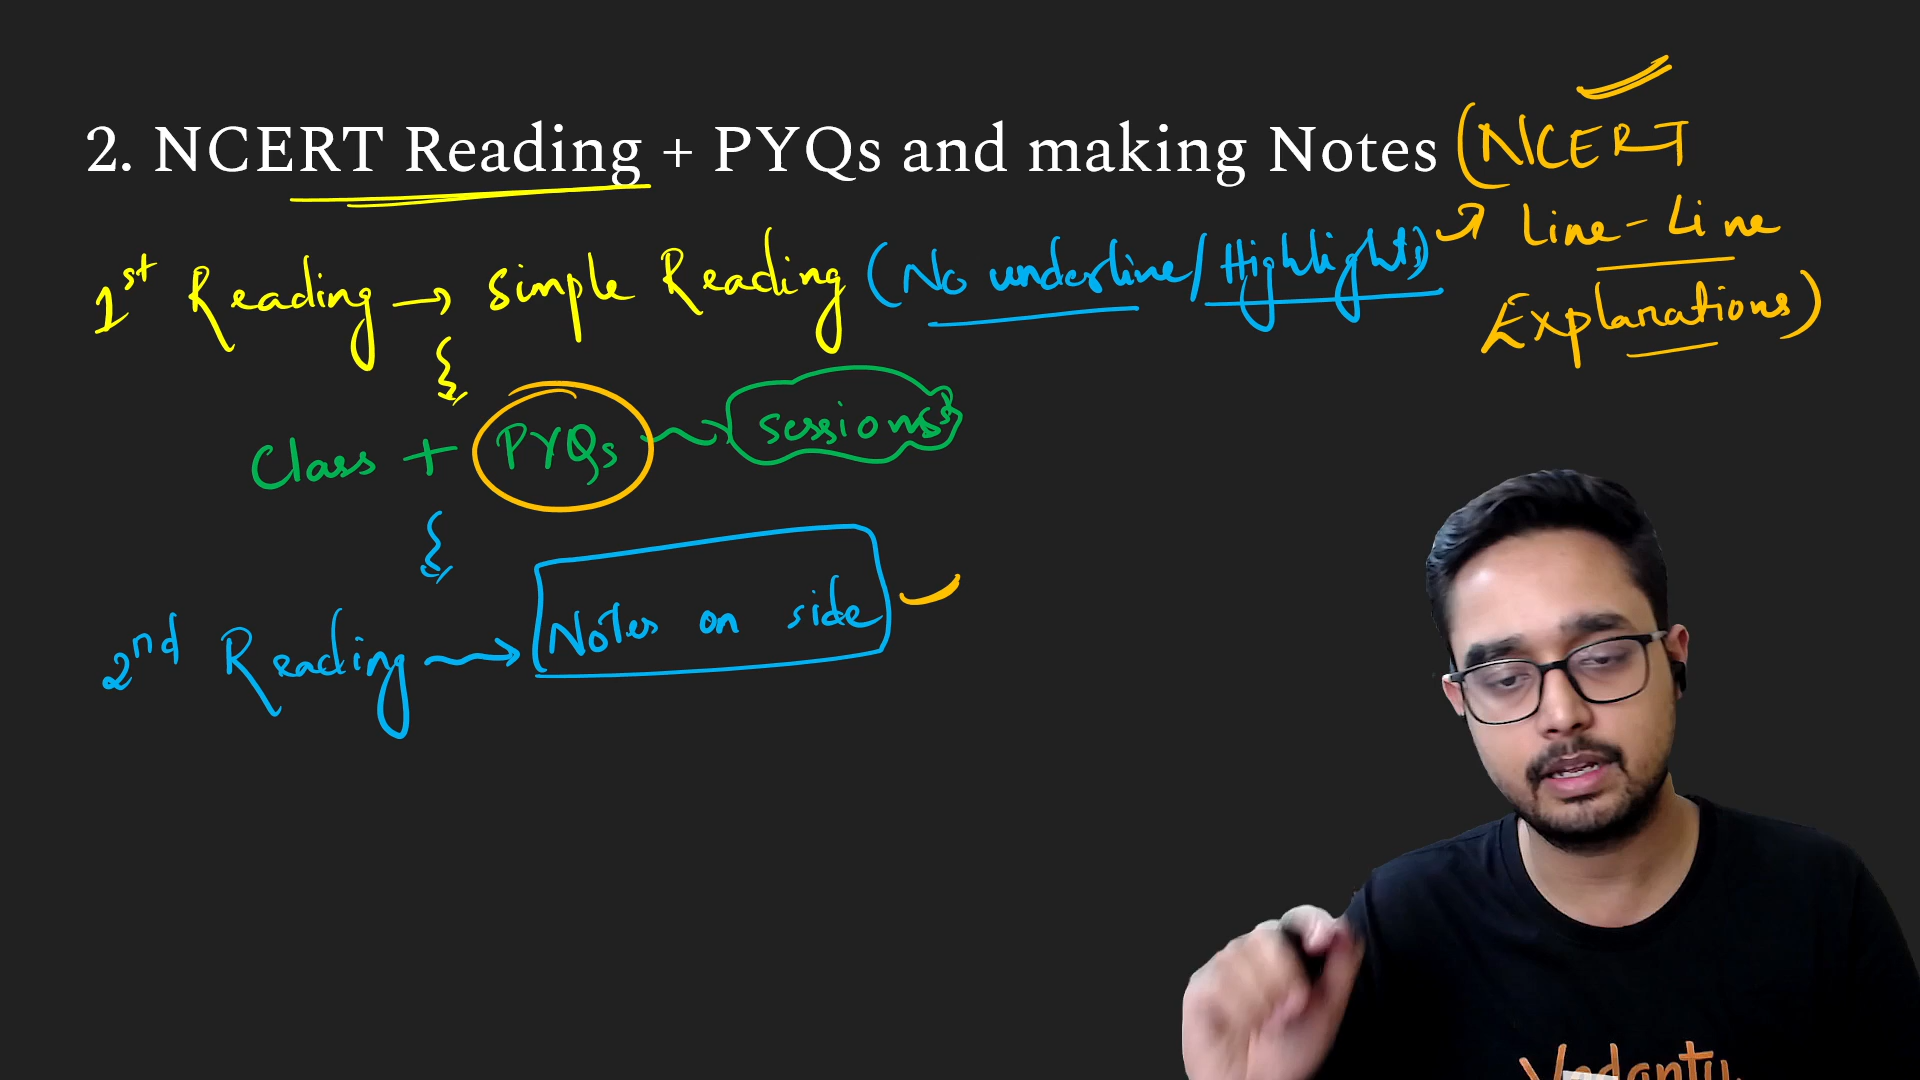 2. NCERT Reading + PYQs and making Notes (NCERT
Line-Line
Explanations)
1st Reading → Simple Reading (No underline/Highlights)
Class + PYQs sessions
2nd Reading → Notes on side
Vedantu